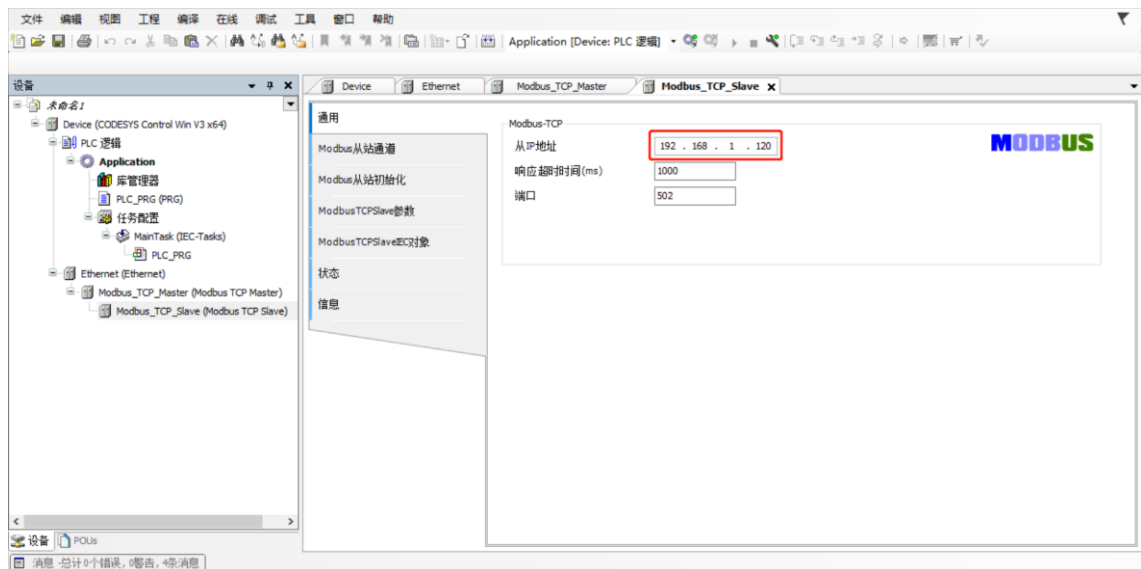 文件 编辑 视图 工程 编译 在线 调试 工具 窗口 帮助
Application [Device: PLC 逻辑]
设备
未命名1
Device (CODESYS Control Win V3 x64)
PLC 逻辑
Application
库管理器
PLC_PRG (PRG)
任务配置
MainTask (IEC-Tasks)
PLC_PRG
Ethernet (Ethernet)
Modbus_TCP_Master (Modbus TCP Master)
Modbus_TCP_Slave (Modbus TCP Slave)
设备 POUs
Device Ethernet Modbus_TCP_Master Modbus_TCP_Slave
通用
Modbus从站通道
Modbus从站初始化
ModbusTCPSlave参数
ModbusTCPSlaveIEC对象
状态
信息
Modbus-TCP
从IP地址 192 . 168 . 1 . 120
响应超时时间(ms) 1000
端口 502
MODBUS
消息 -总计0个错误, 0警告, 4条消息